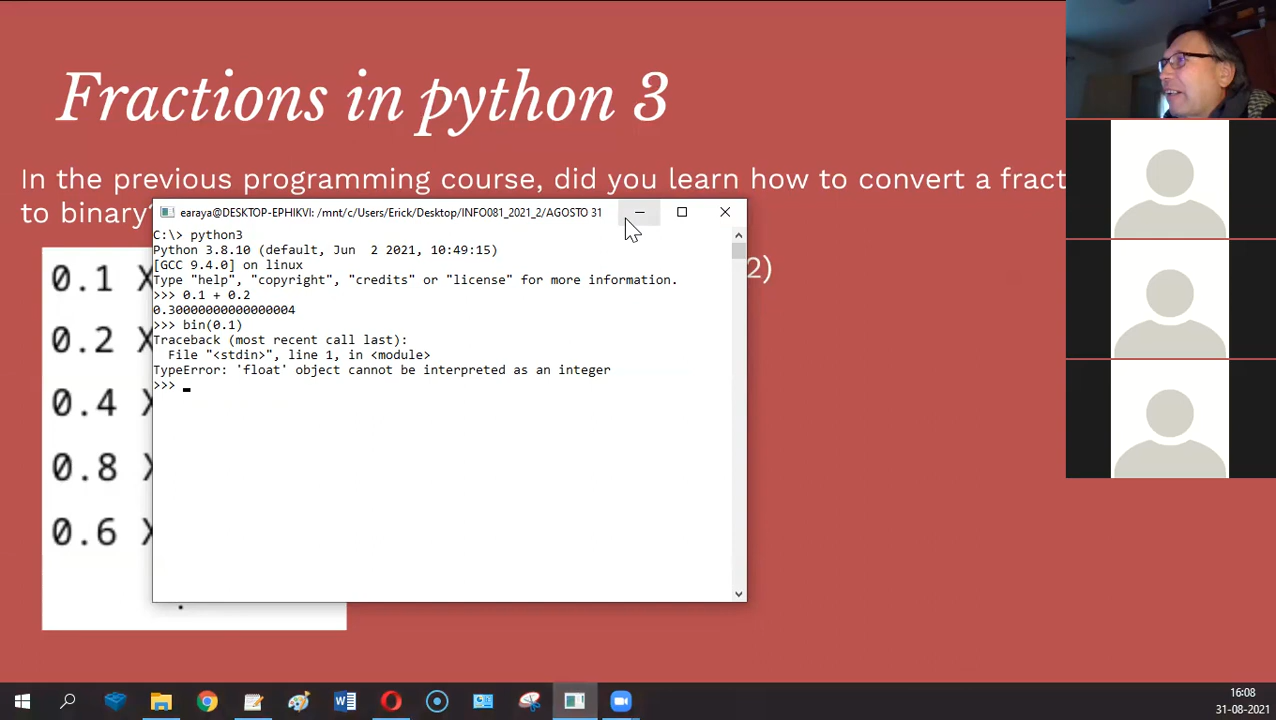 Fractions in python 3
In the previous programming course, did you learn how to convert a fract
to binary?
earaya@DESKTOP-EPHIKVI: /mnt/c/Users/Erick/Desktop/INFO081_2021_2/AGOSTO 31
C:\> python3
Python 3.8.10 (default, Jun  2 2021, 10:49:15)
[GCC 9.4.0] on linux
Type "help", "copyright", "credits" or "license" for more information.
>>> 0.1 + 0.2
0.30000000000000004
>>> bin(0.1)
Traceback (most recent call last):
  File "<stdin>", line 1, in <module>
TypeError: 'float' object cannot be interpreted as an integer
>>>
0.1 X
2)
0.2 X
0.4 X
0.8 X
0.6 X
16:08
31-08-2021